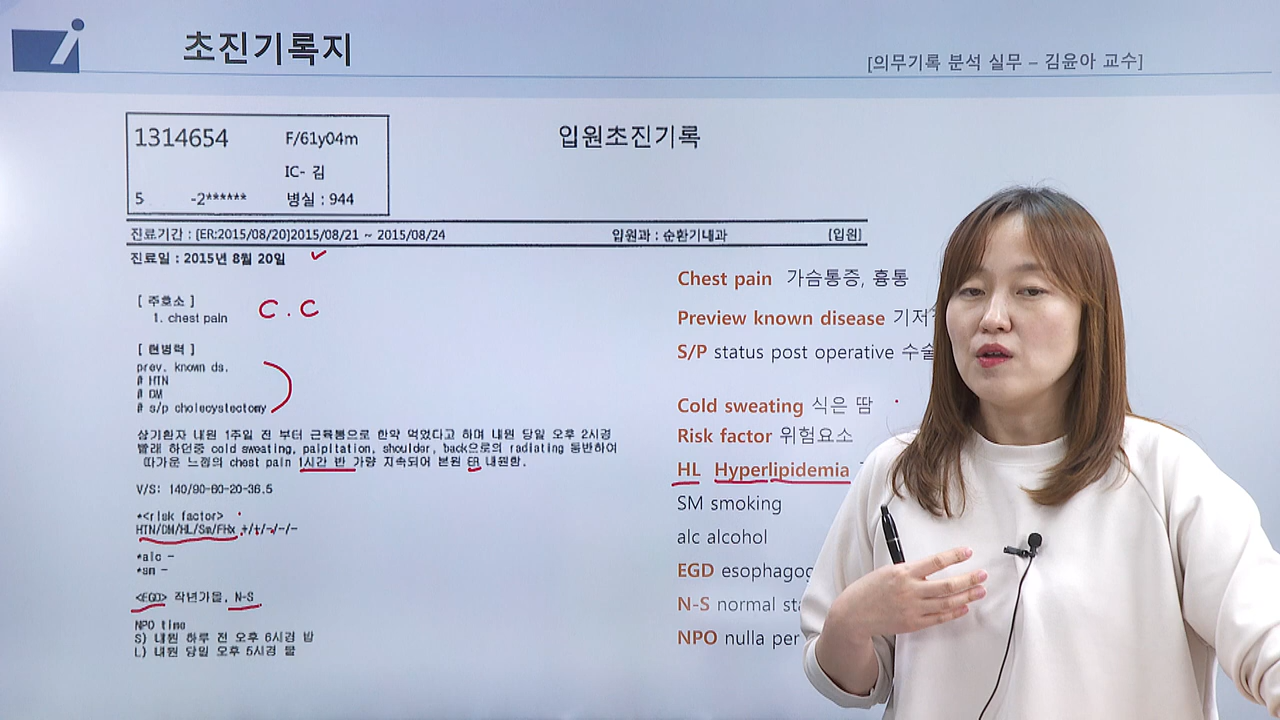 초진기록지
[의무기록 분석 실무 – 김윤아 교수]
1314654 F/61y04m
IC- 김
5 -2****** 병실 : 944
입원초진기록
진료기간 : [ER:2015/08/20]2015/08/21 ~ 2015/08/24 입원과 : 순환기내과 [입원]
진료일 : 2015년 8월 20일
[ 주호소 ]
1. chest pain
C.C
[ 현병력 ]
prev. known ds.
# HTN
# DM
# s/p cholecystectomy
상기환자 내원 1주일 전 부터 근육통으로 한약 먹었다고 하며 내원 당일 오후 2시경
빨래 하던중 cold sweating, palpitation, shoulder, back으로의 radiating 동반하여
따가운 느낌의 chest pain 1시간 반 가량 지속되어 본원 ER 내원함.
V/S: 140/90-60-20-36.5
*<risk factor>
HTN/DM/HL/Sm/FHx +/+/-/-/-
*alc -
*sm -
<EGD> 작년가을, N-S
NPO time
S) 내원 하루 전 오후 6시경 밥
L) 내원 당일 오후 5시경 물
Chest pain 가슴통증, 흉통
Preview known disease 기저
S/P status post operative 수술
Cold sweating 식은 땀
Risk factor 위험요소
HL Hyperlipidemia
SM smoking
alc alcohol
EGD esophagog
N-S normal sta
NPO nulla per